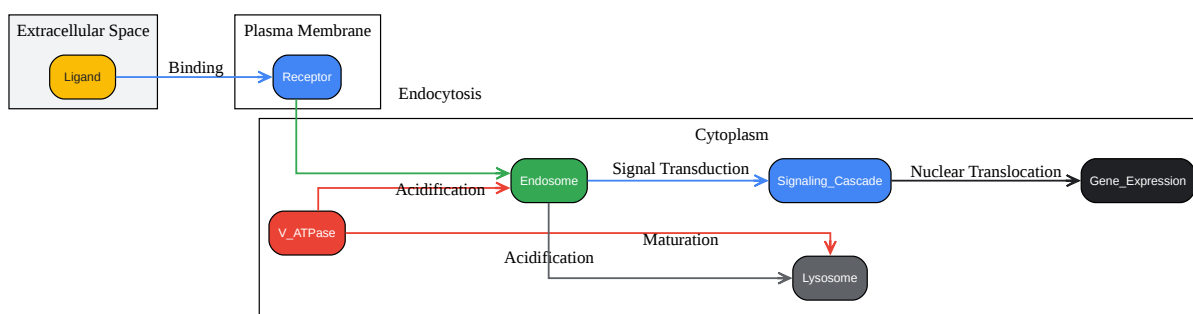 Extracellular Space
Plasma Membrane
Ligand
Binding
Receptor
Endocytosis
Cytoplasm
Endosome
Signal Transduction
Signaling_Cascade
Nuclear Translocation
Gene_Expression
Acidification
V_ATPase
Maturation
Acidification
Lysosome